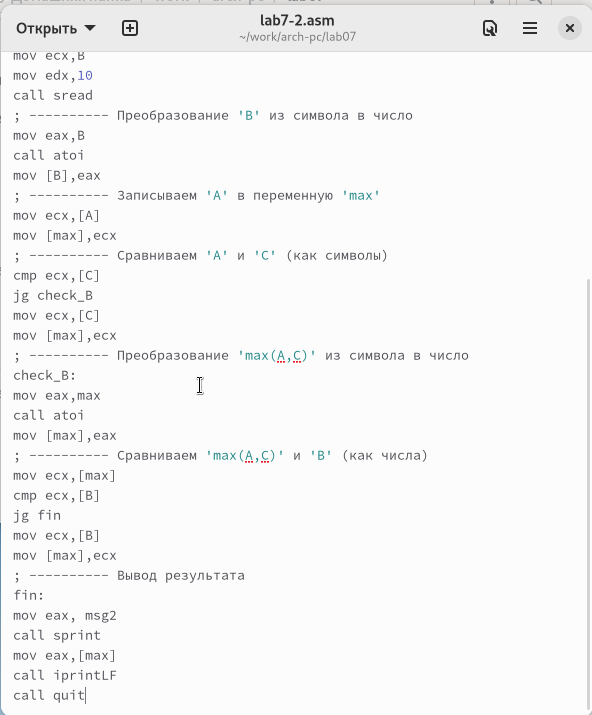 Открыть
lab7-2.asm
~/work/arch-pc/lab07
mov ecx,B
mov edx,10
call sread
; ---------- Преобразование 'B' из символа в число
mov eax,B
call atoi
mov [B],eax
; ---------- Записываем 'A' в переменную 'max'
mov ecx,[A]
mov [max],ecx
; ---------- Сравниваем 'A' и 'C' (как символы)
cmp ecx,[C]
jg check_B
mov ecx,[C]
mov [max],ecx
; ---------- Преобразование 'max(A,C)' из символа в число
check_B:
mov eax,max
call atoi
mov [max],eax
; ---------- Сравниваем 'max(A,C)' и 'B' (как числа)
mov ecx,[max]
cmp ecx,[B]
jg fin
mov ecx,[B]
mov [max],ecx
; ---------- Вывод результата
fin:
mov eax, msg2
call sprint
mov eax,[max]
call iprintLF
call quit